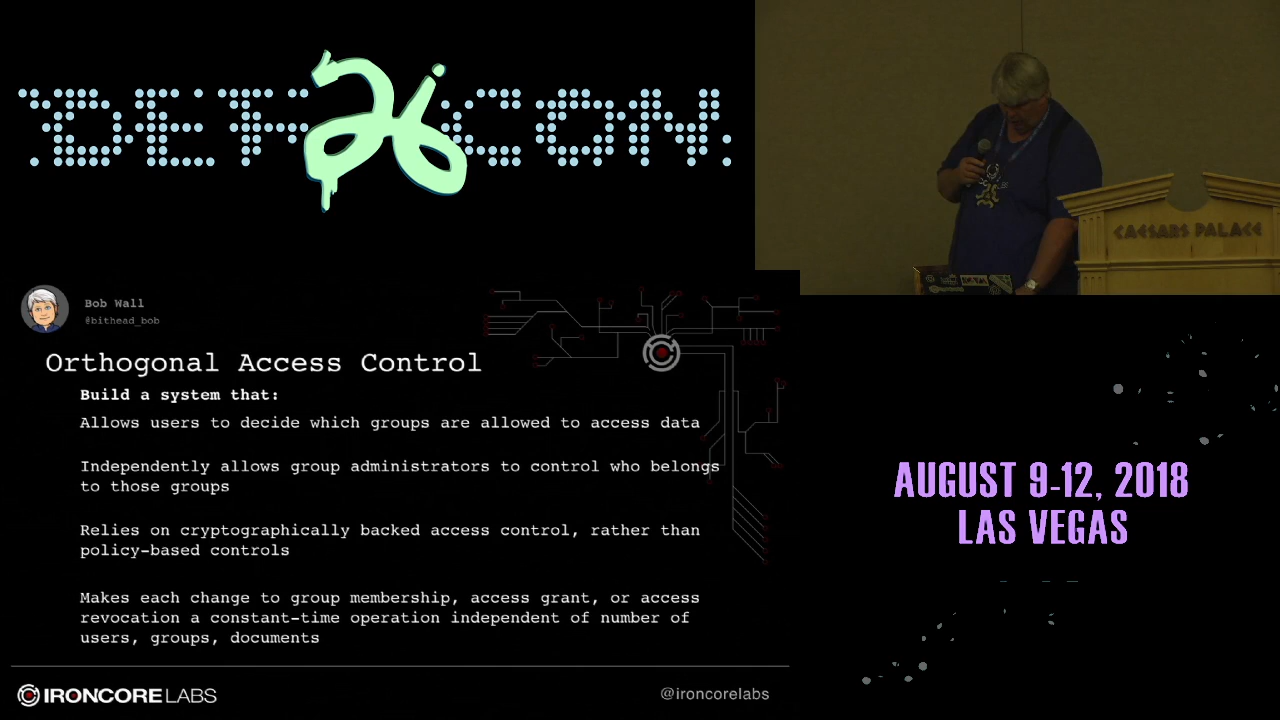 DEF 26 CON
CAESARS PALACE
Bob Wall
@bithead_bob
Orthogonal Access Control
Build a system that:
Allows users to decide which groups are allowed to access data
Independently allows group administrators to control who belongs
to those groups
Relies on cryptographically backed access control, rather than
policy-based controls
Makes each change to group membership, access grant, or access
revocation a constant-time operation independent of number of
users, groups, documents
IRONCORE LABS
@ironcorelabs
AUGUST 9-12, 2018
LAS VEGAS